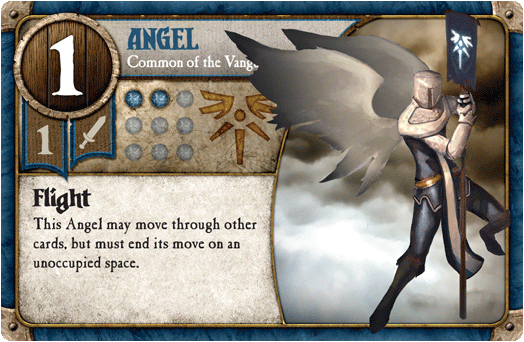 1
ANGEL
Common of the
1
Flight
This Angel may move through other
cards, but must end its move on an
unoccupied space.